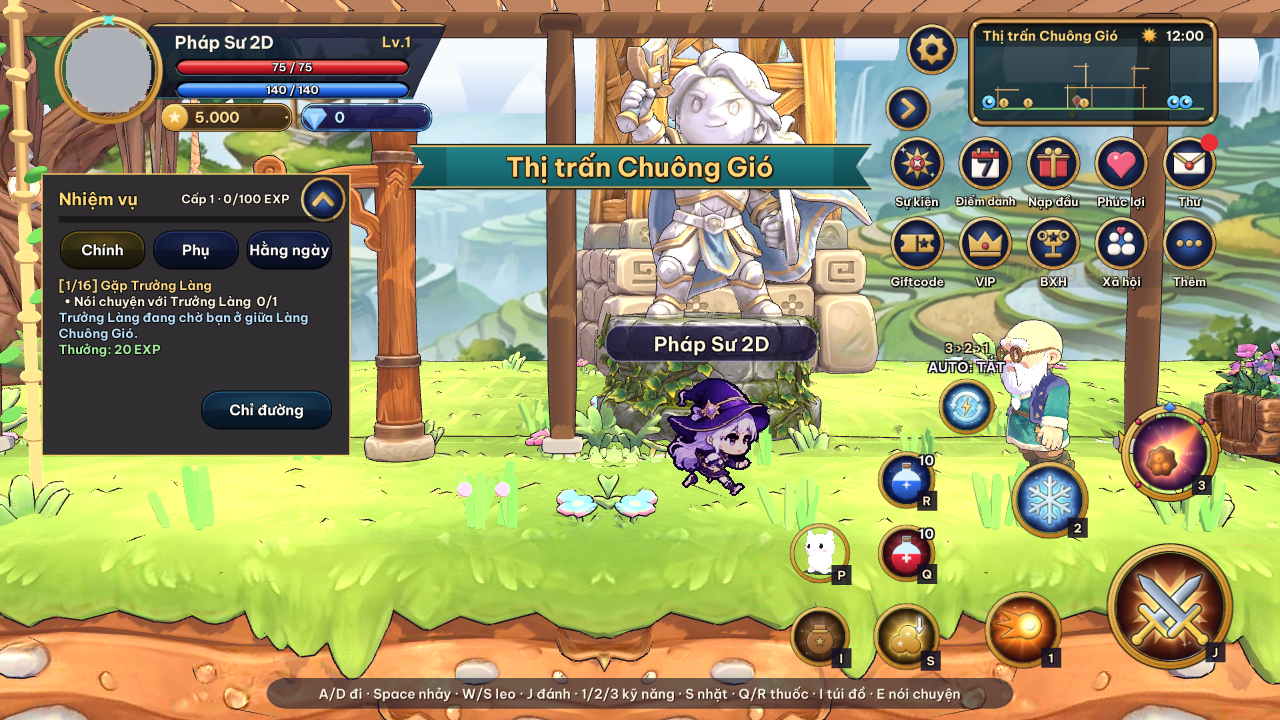 Pháp Sư 2D
Lv.1
75 / 75
140 / 140
5.000
0
Thị trấn Chuông Gió
12:00
Thị trấn Chuông Gió
Sự kiện
7
Điểm danh
Nạp đầu
Phúc lợi
Thư
Giftcode
VIP
BXH
Xã hội
Thêm
Nhiệm vụ
Cấp 1 · 0/100 EXP
Chính
Phụ
Hằng ngày
[1/16] Gặp Trưởng Làng
• Nói chuyện với Trưởng Làng 0/1
Trưởng Làng đang chờ bạn ở giữa Làng
Chuông Gió.
Thưởng: 20 EXP
Chỉ đường
Pháp Sư 2D
3>2>1
AUTO: TẮT
10
R
2
3
10
Q
P
I
S
1
J
A/D đi · Space nhảy · W/S leo · J đánh · 1/2/3 kỹ năng · S nhặt · Q/R thuốc · I túi đồ · E nói chuyện